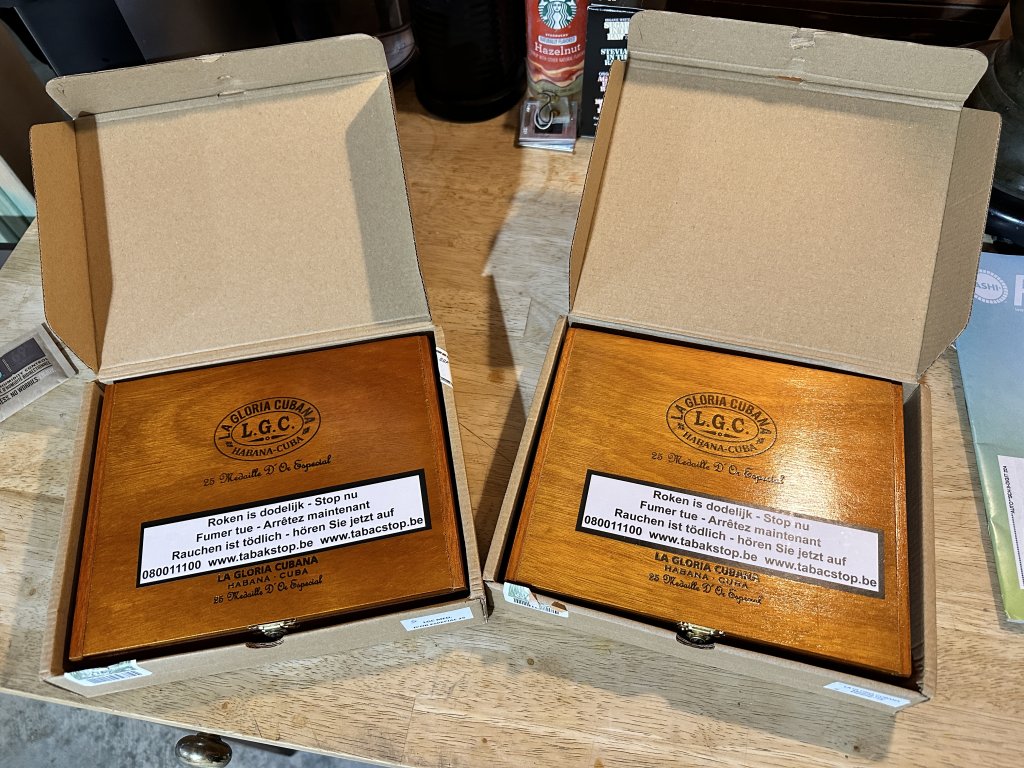 STARBUCKS
NATURALLY FLAVORED
Hazelnut
LA GLORIA CUBANA
L.G.C.
HABANA-CUBA
25 Medaille D'Or Especial
Roken is dodelijk - Stop nu
Fumer tue - Arrêtez maintenant
Rauchen ist tödlich - hören Sie jetzt auf
080011100 www.tabakstop.be www.tabacstop.be
LA GLORIA CUBANA
HABANA · CUBA
25 Medaille D'Or Especial
LA GLORIA CUBANA
L.G.C.
HABANA-CUBA
25 Medaille D'Or Especial
Roken is dodelijk - Stop nu
Fumer tue - Arrêtez maintenant
Rauchen ist tödlich - hören Sie jetzt auf
080011100 www.tabakstop.be www.tabacstop.be
LA GLORIA CUBANA
HABANA · CUBA
25 Medaille D'Or Especial